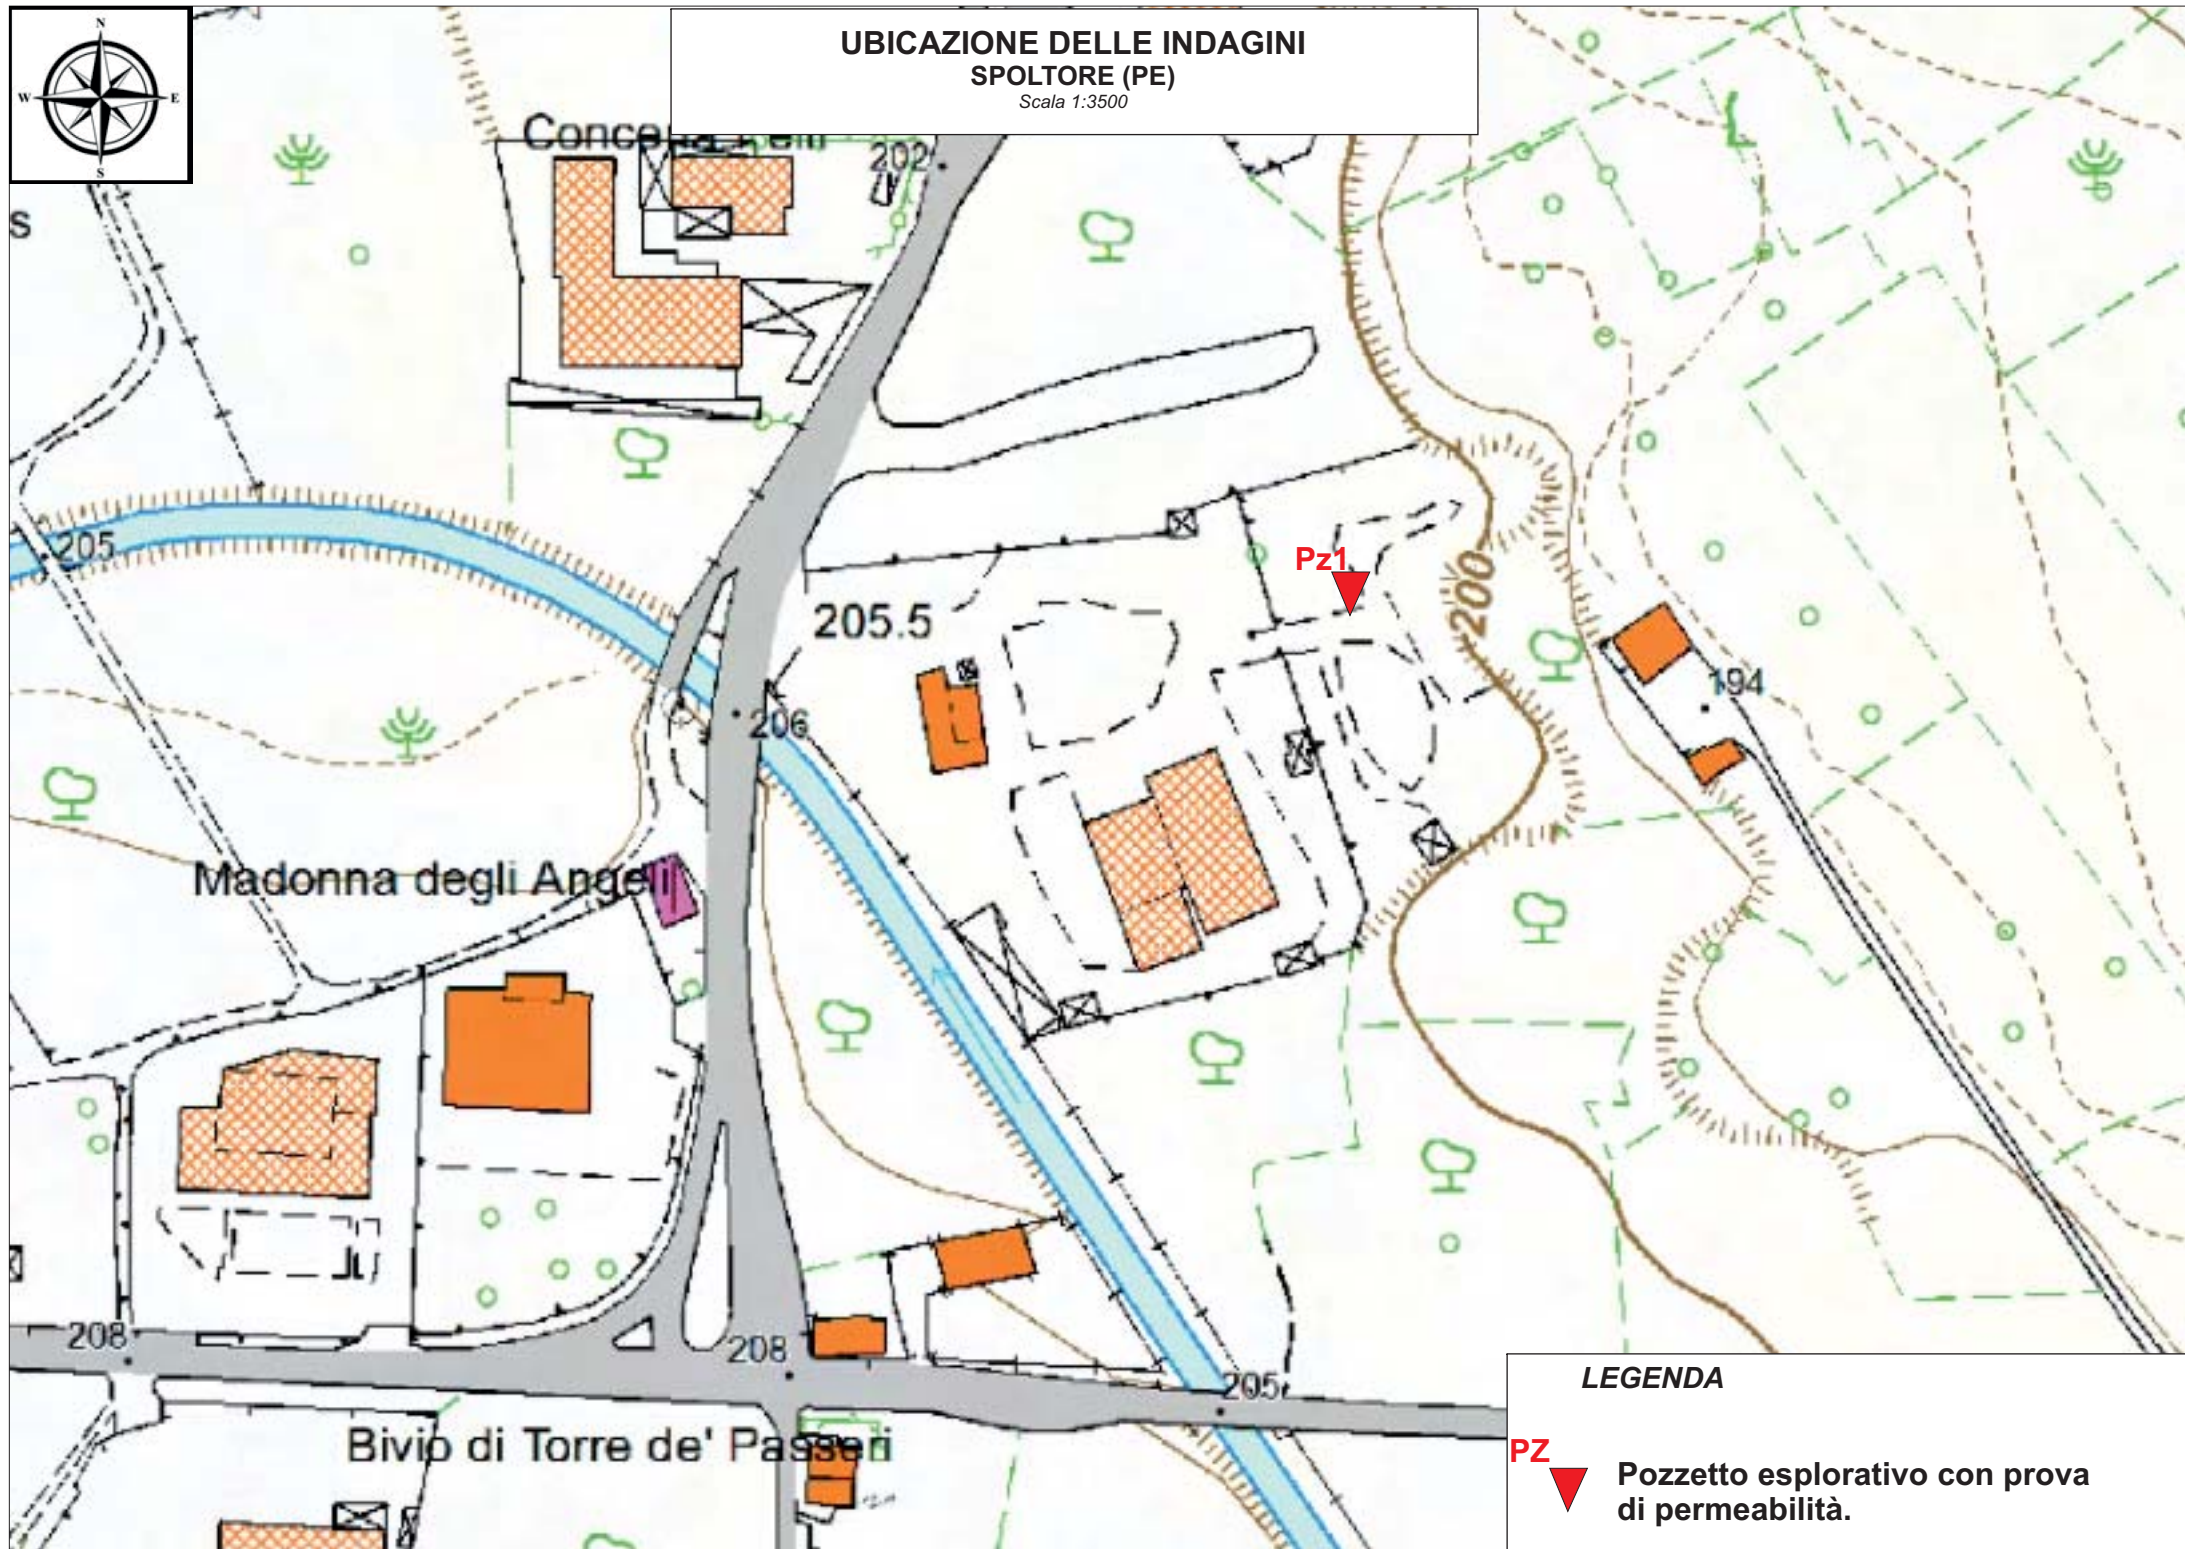 N
W
E
S
UBICAZIONE DELLE INDAGINI
SPOLTORE (PE)
Scala 1:3500
202
s
205
Pz1
205.5
200
194
206
Madonna degli Angeli
208
208
205
LEGENDA
Bivio di Torre de' Passeri
PZ
Pozzetto esplorativo con prova
di permeabilità.